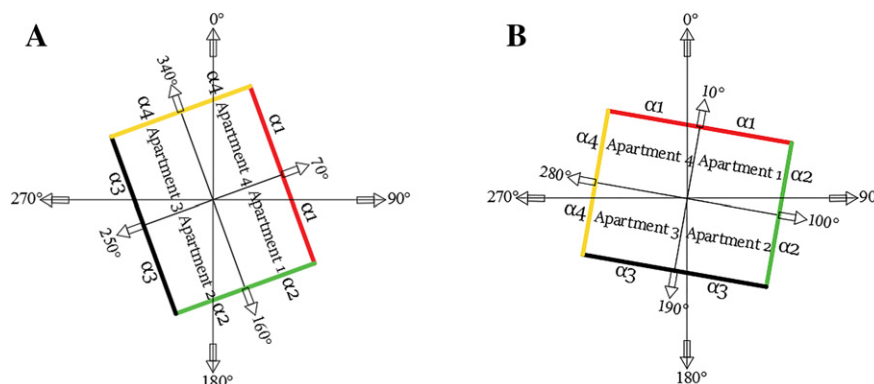 A
0°
340°
α4
α4
α1
70°
Apartment 4
Apartment 3
α3
270°
90°
α1
250°
Apartment 1
Apartment 2
α3
α2
α2
160°
180°
B
0°
10°
α1
α1
α4
α2
Apartment 4
Apartment 1
280°
270°
90
100°
α4
α2
Apartment 3
Apartment 2
α3
α3
190°
180°